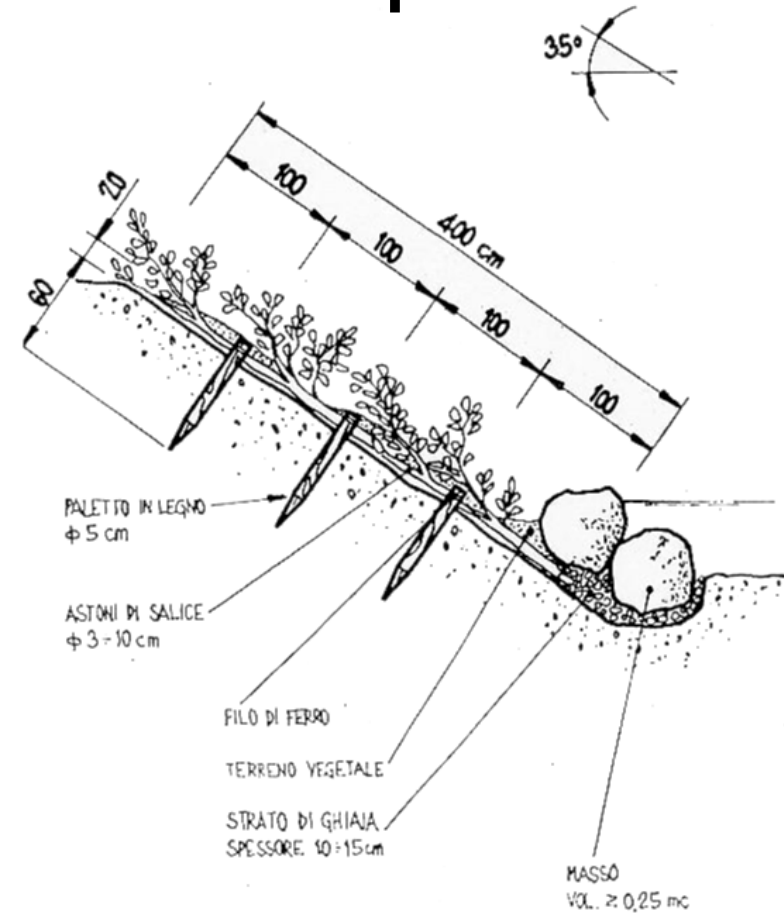 35°
20
60
100
100
100
100
400 cm
PALETTO IN LEGNO
ϕ 5 cm
ASTONI DI SALICE
ϕ 3÷10 cm
FILO DI FERRO
TERRENO VEGETALE
STRATO DI GHIAIA
SPESSORE 10÷15cm
MASSO
VOL. ≥ 0,25 mc